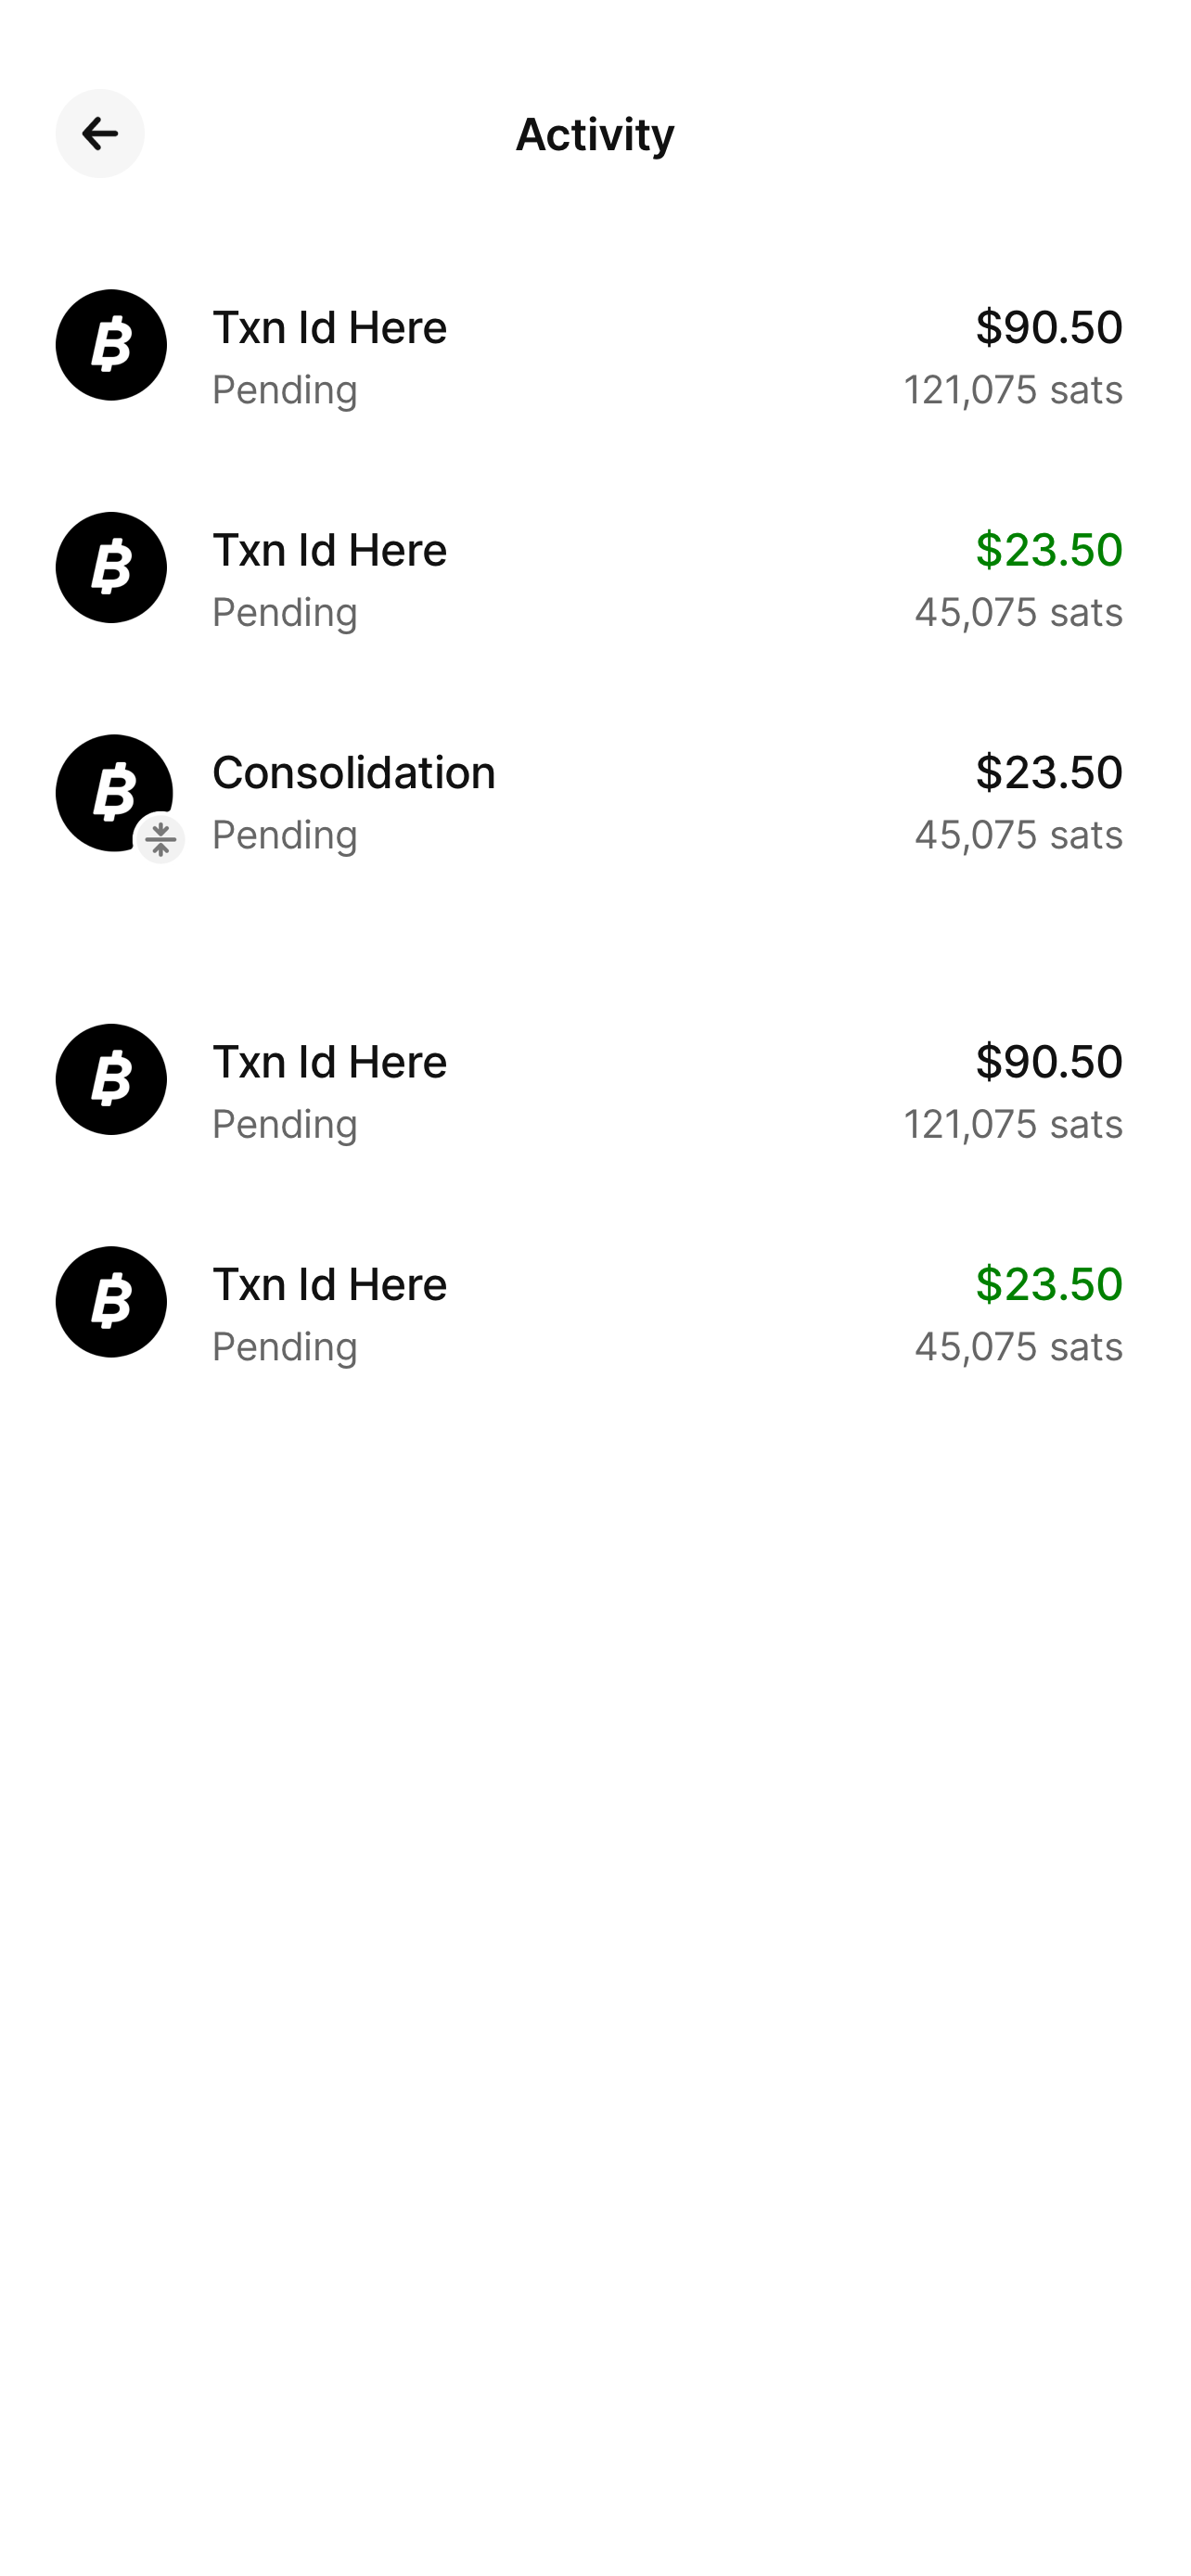 Activity
Txn Id Here
$90.50
Pending
121,075 sats
Txn Id Here
$23.50
Pending
45,075 sats
Consolidation
$23.50
Pending
45,075 sats
Txn Id Here
$90.50
Pending
121,075 sats
Txn Id Here
$23.50
Pending
45,075 sats